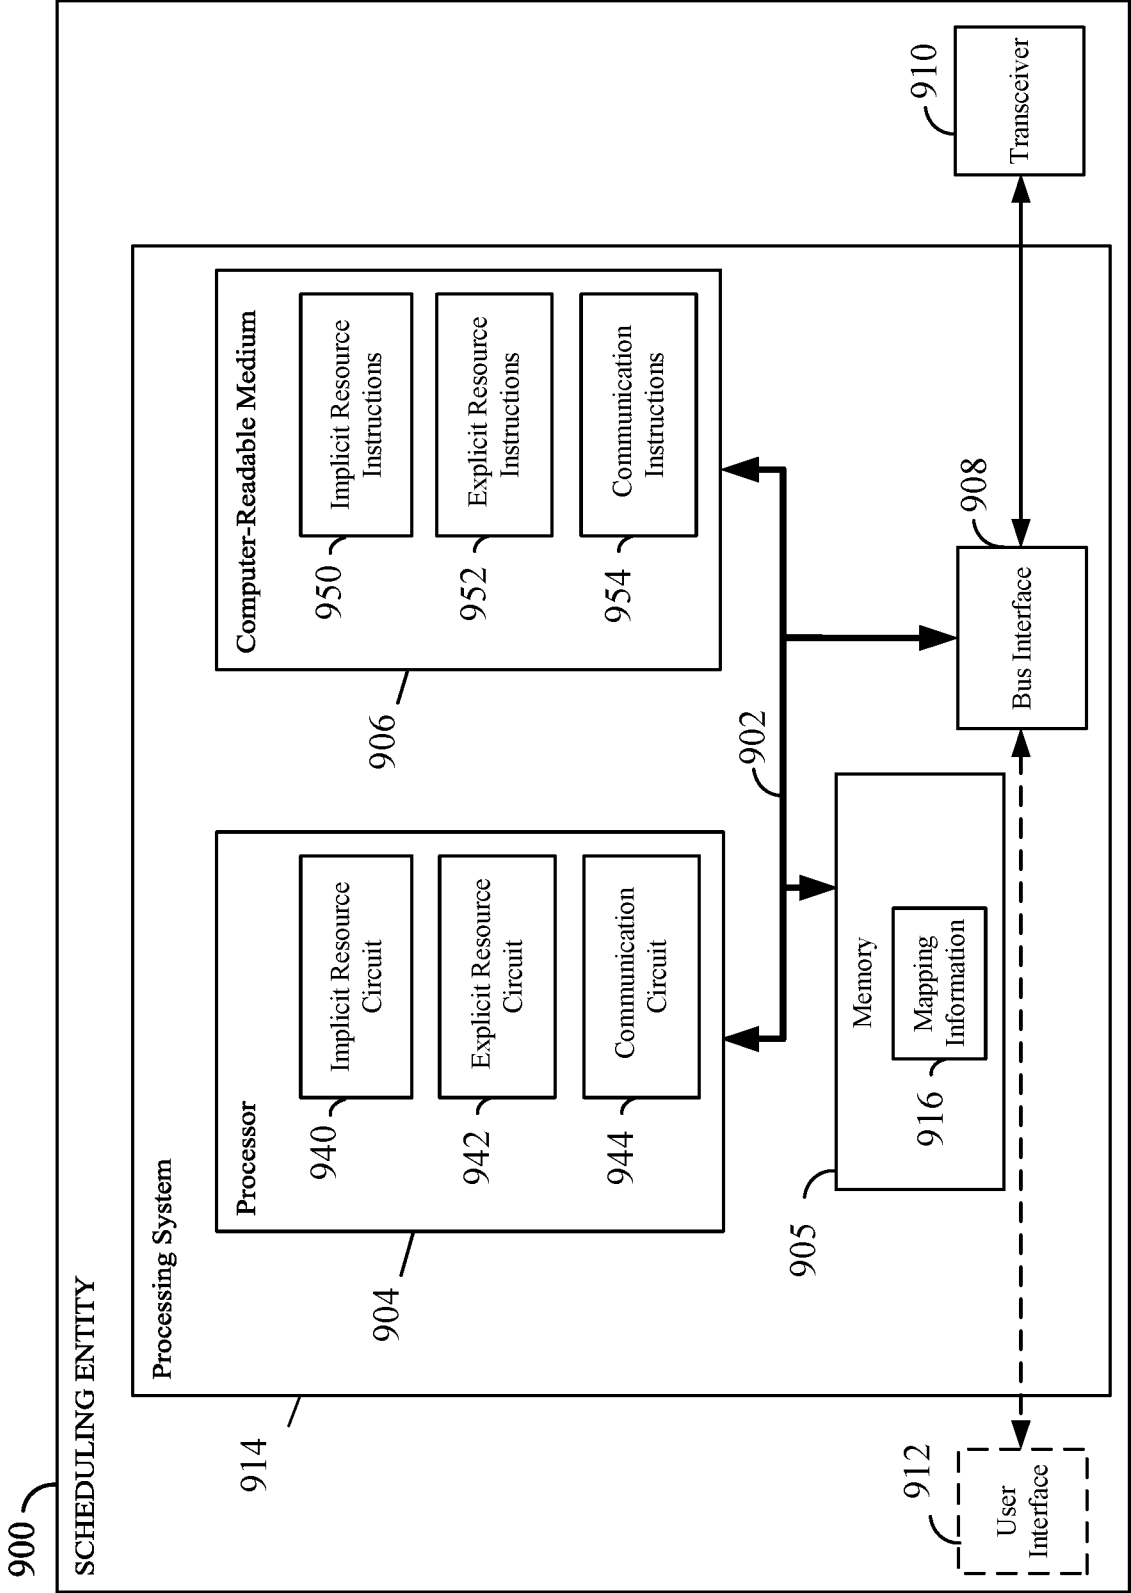 900
SCHEDULING ENTITY
914
Processing System
904
Processor
940
Implicit Resource
Circuit
942
Explicit Resource
Circuit
944
Communication
Circuit
906
Computer-Readable Medium
950
Implicit Resource
Instructions
952
Explicit Resource
Instructions
954
Communication
Instructions
902
905
Memory
916
Mapping
Information
908
Bus Interface
912
User
Interface
910
Transceiver